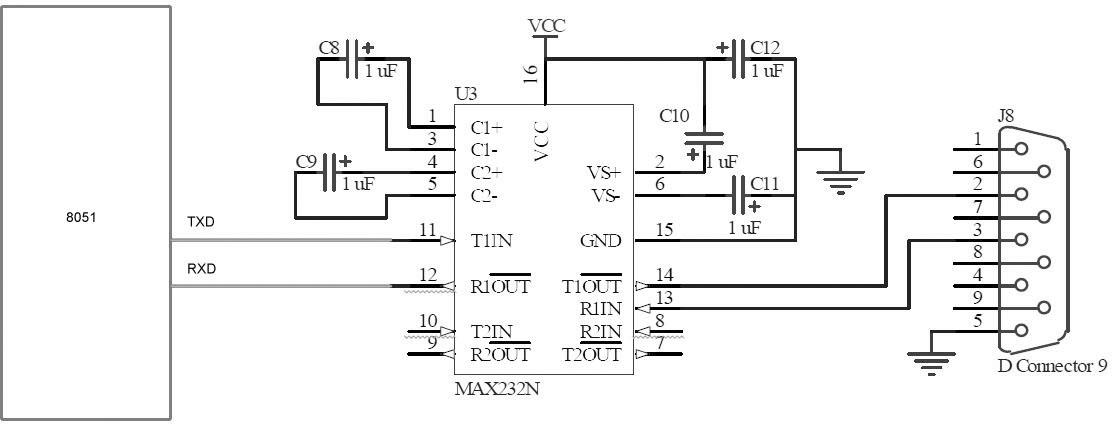 VCC
C8
+
1 uF
16
+
C12
1 uF
U3
C10
+
1 uF
J8
1
C1+
3
C1-
4
C2+
5
C2-
VCC
C9
+
1 uF
2
VS+
6
VS-
C11
+
1 uF
8051
TXD
11
T1IN
GND
15
RXD
12
R1OUT
T1OUT
14
R1IN
13
10
T2IN
R2IN
8
9
R2OUT
T2OUT
7
MAX232N
1
6
2
7
3
8
4
9
5
D Connector 9